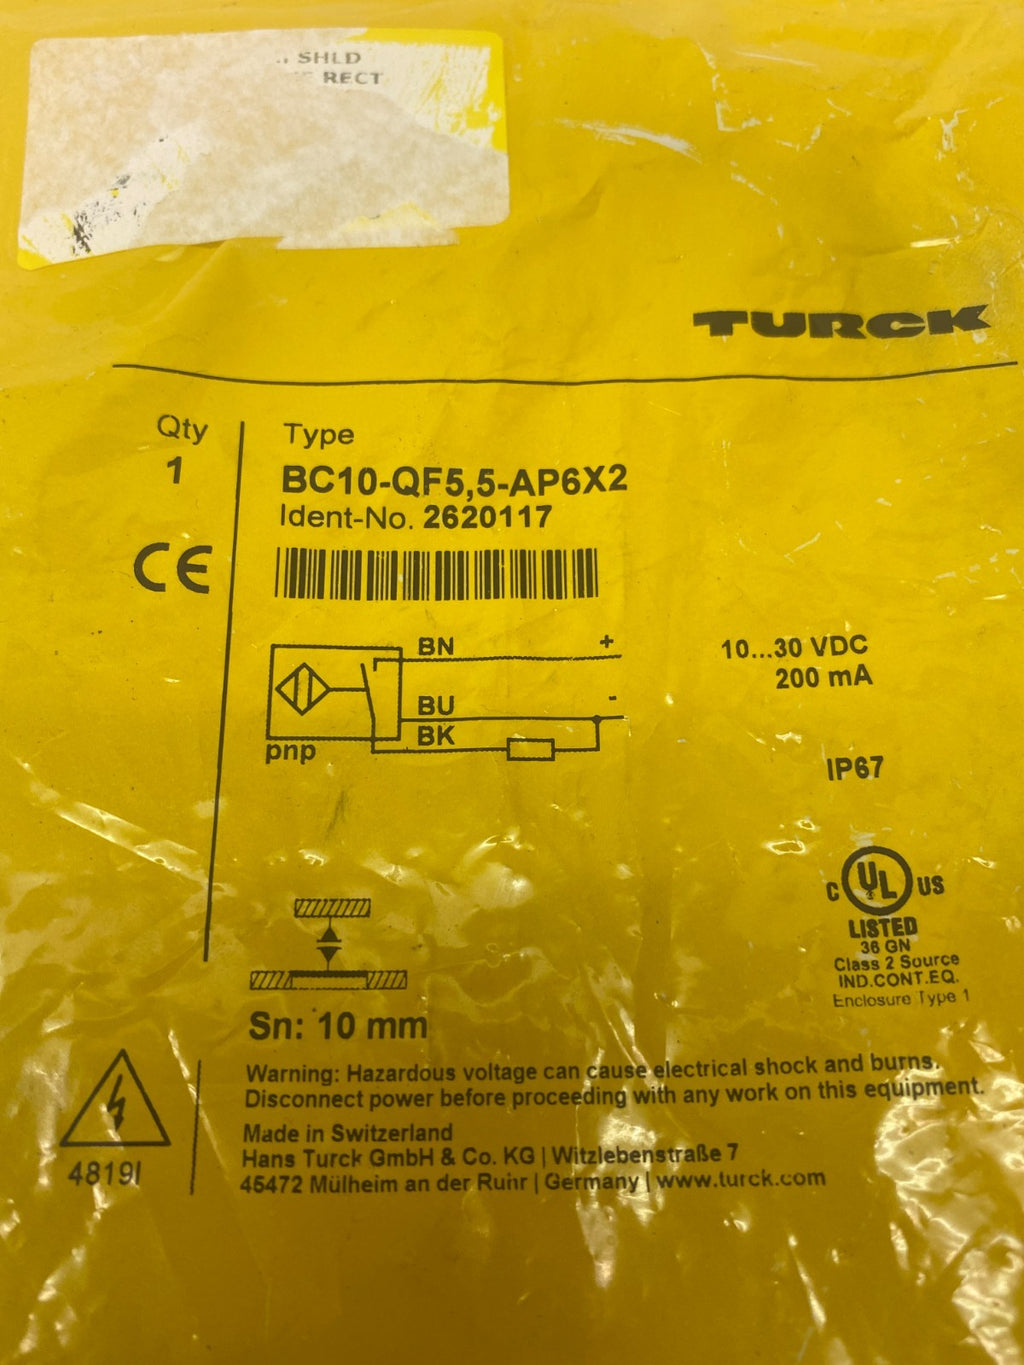 SHLD
RECT
TURCK
Qty
1
Type
BC10-QF5,5-AP6X2
Ident-No. 2620117
CE
BN +
BU -
BK
pnp
10...30 VDC
200 mA
IP67
C UL US
LISTED
36 GN
Class 2 Source
IND.CONT.EQ.
Enclosure Type 1
Sn: 10 mm
Warning: Hazardous voltage can cause electrical shock and burns.
Disconnect power before proceeding with any work on this equipment.
4819I
Made in Switzerland
Hans Turck GmbH & Co. KG | Witzlebenstraße 7
45472 Mülheim an der Ruhr | Germany | www.turck.com